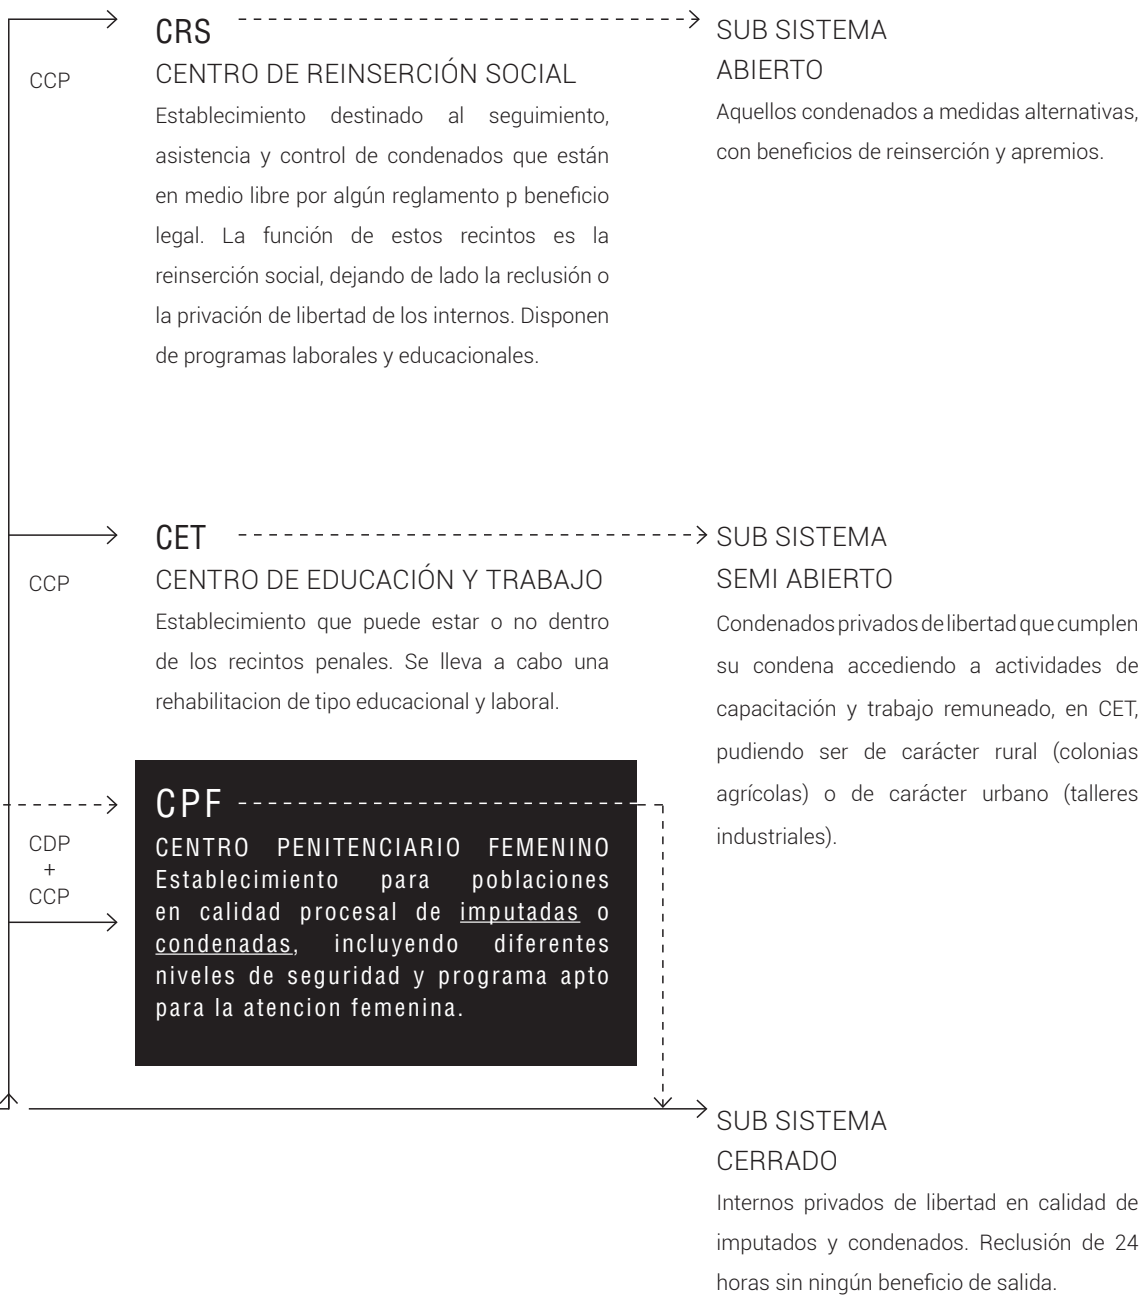 CRS
CCP
CENTRO DE REINSERCIÓN SOCIAL
Establecimiento destinado al seguimiento,
asistencia y control de condenados que están
en medio libre por algún reglamento p beneficio
legal. La función de estos recintos es la
reinserción social, dejando de lado la reclusión o
la privación de libertad de los internos. Disponen
de programas laborales y educacionales.
SUB SISTEMA
ABIERTO
Aquellos condenados a medidas alternativas,
con beneficios de reinserción y apremios.
CET
CCP
CENTRO DE EDUCACIÓN Y TRABAJO
Establecimiento que puede estar o no dentro
de los recintos penales. Se lleva a cabo una
rehabilitacion de tipo educacional y laboral.
SUB SISTEMA
SEMI ABIERTO
Condenados privados de libertad que cumplen
su condena accediendo a actividades de
capacitación y trabajo remuneado, en CET,
pudiendo ser de carácter rural (colonias
agrícolas) o de carácter urbano (talleres
industriales).
CDP
+
CCP
CPF
CENTRO PENITENCIARIO FEMENINO
Establecimiento para poblaciones
en calidad procesal de imputadas o
condenadas, incluyendo diferentes
niveles de seguridad y programa apto
para la atencion femenina.
SUB SISTEMA
CERRADO
Internos privados de libertad en calidad de
imputados y condenados. Reclusión de 24
horas sin ningún beneficio de salida.